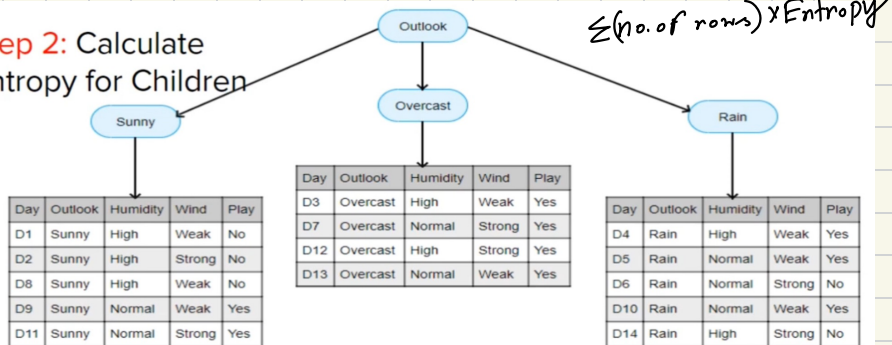 Outlook
Σ(no. of rows) x Entropy
ep 2: Calculate
ntropy for Children
Sunny
Overcast
Rain
Day Outlook Humidity Wind Play
D3 Overcast High Weak Yes
D7 Overcast Normal Strong Yes
D12 Overcast High Strong Yes
D13 Overcast Normal Weak Yes
Day Outlook Humidity Wind Play
D1 Sunny High Weak No
D2 Sunny High Strong No
D8 Sunny High Weak No
D9 Sunny Normal Weak Yes
D11 Sunny Normal Strong Yes
Day Outlook Humidity Wind Play
D4 Rain High Weak Yes
D5 Rain Normal Weak Yes
D6 Rain Normal Strong No
D10 Rain Normal Weak Yes
D14 Rain High Strong No